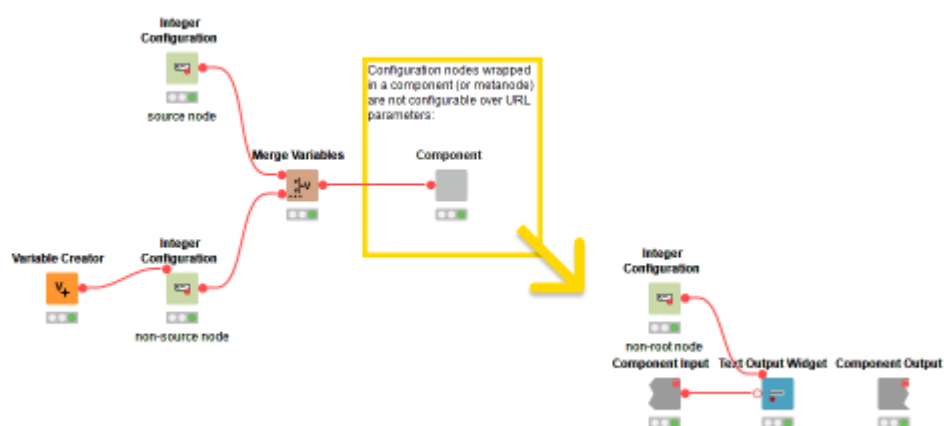 Integer
Configuration
source node
Configuration nodes wrapped
in a component (or metanode)
are not configurable over URL
parameters:
Merge Variables
Component
Variable Creator
Integer
Configuration
non-source node
Integer
Configuration
non-root node
Component Input
Text Output Widget
Component Output